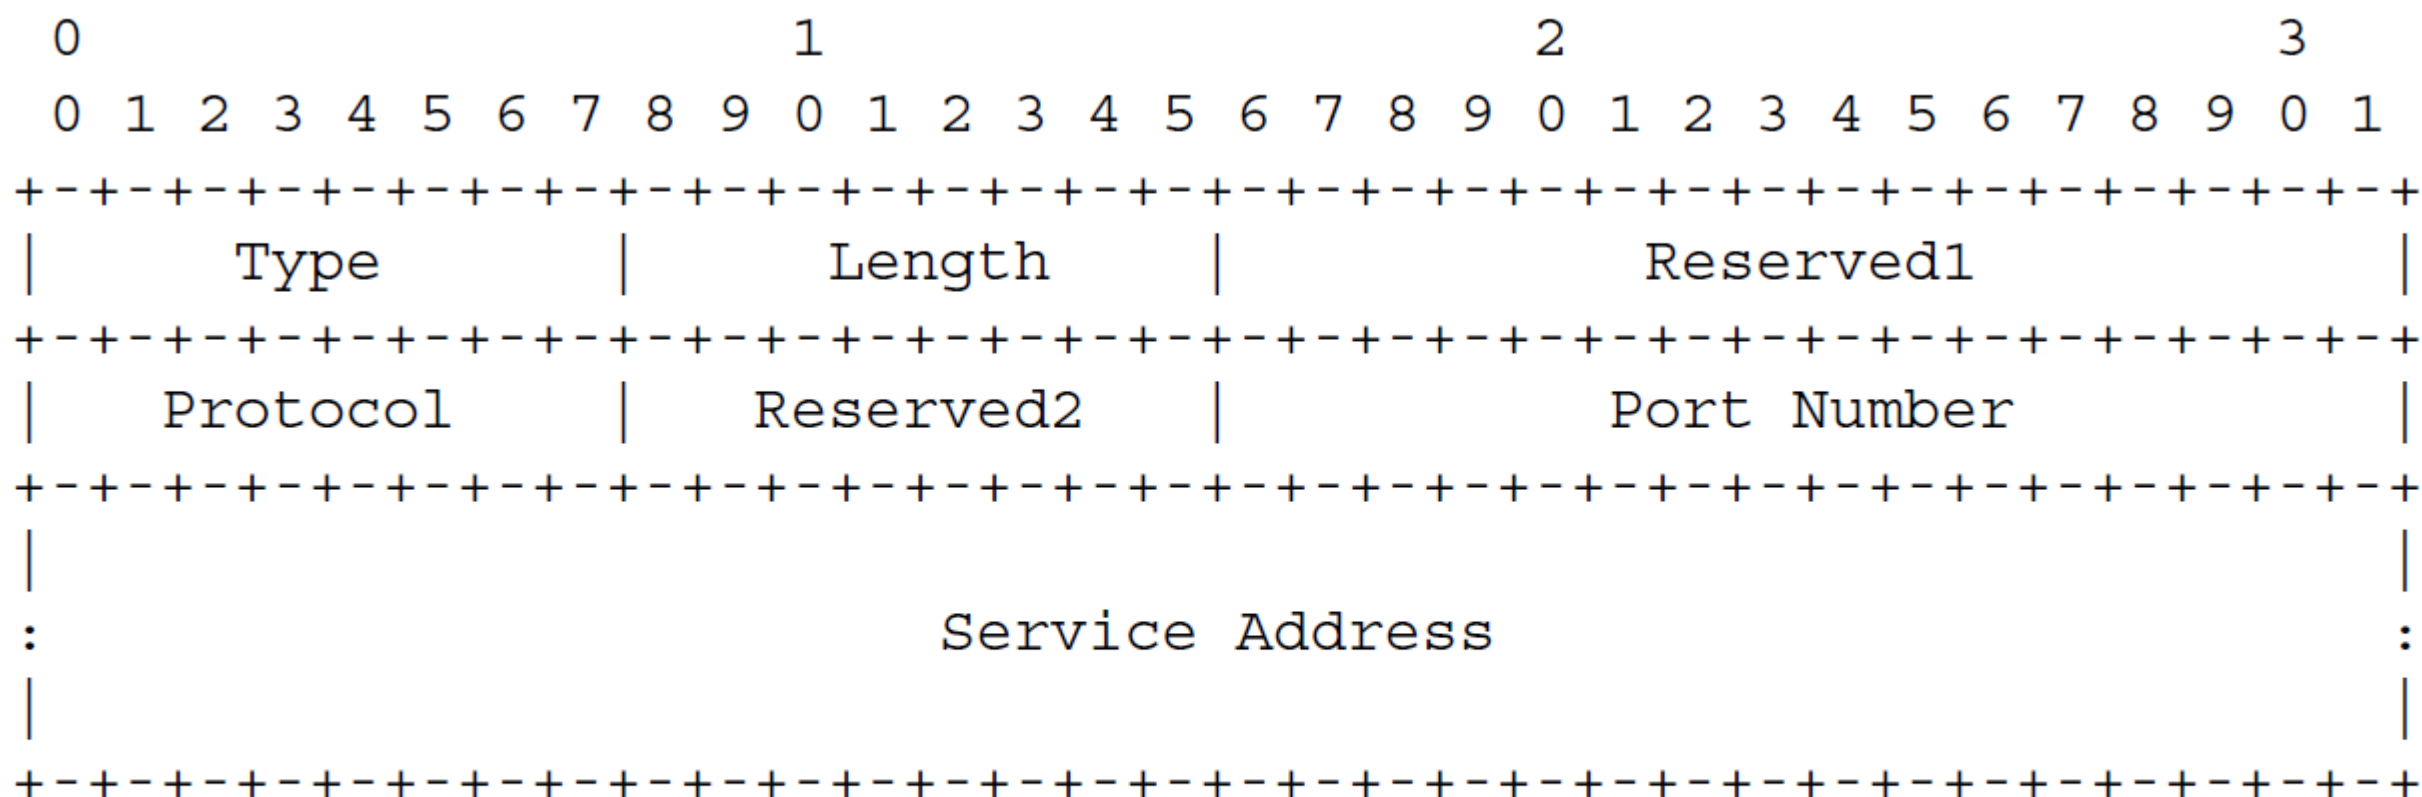 0                   1                   2                   3
 0 1 2 3 4 5 6 7 8 9 0 1 2 3 4 5 6 7 8 9 0 1 2 3 4 5 6 7 8 9 0 1
+-+-+-+-+-+-+-+-+-+-+-+-+-+-+-+-+-+-+-+-+-+-+-+-+-+-+-+-+-+-+-+-+
|     Type      |     Length    |           Reserved1           |
+-+-+-+-+-+-+-+-+-+-+-+-+-+-+-+-+-+-+-+-+-+-+-+-+-+-+-+-+-+-+-+-+
|   Protocol    |   Reserved2   |          Port Number          |
+-+-+-+-+-+-+-+-+-+-+-+-+-+-+-+-+-+-+-+-+-+-+-+-+-+-+-+-+-+-+-+-+
|                                                               |
:                        Service Address                        :
|                                                               |
+-+-+-+-+-+-+-+-+-+-+-+-+-+-+-+-+-+-+-+-+-+-+-+-+-+-+-+-+-+-+-+-+